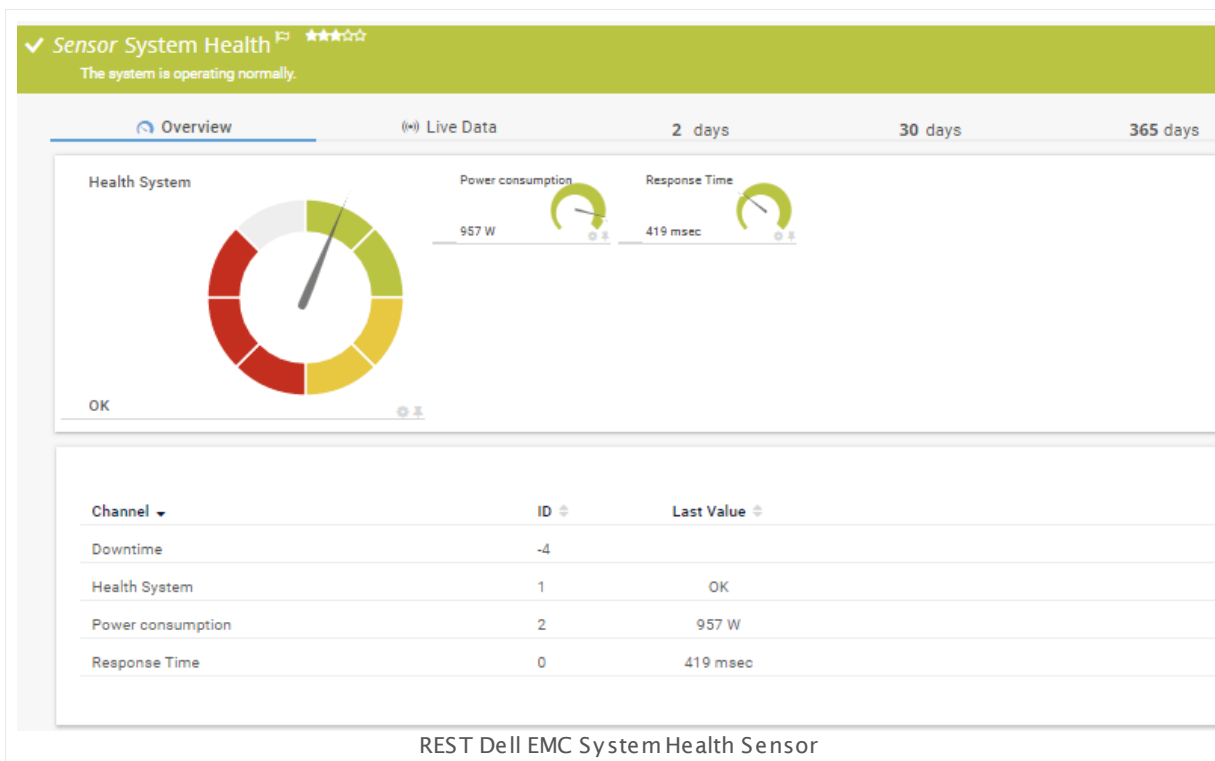 Sensor System Health
The system is operating normally.
Overview Live Data 2 days 30 days 365 days
Health System
OK
Power consumption
957 W
Response Time
419 msec
Channel ID Last Value
Downtime -4
Health System 1 OK
Power consumption 2 957 W
Response Time 0 419 msec
REST Dell EMC System Health Sensor